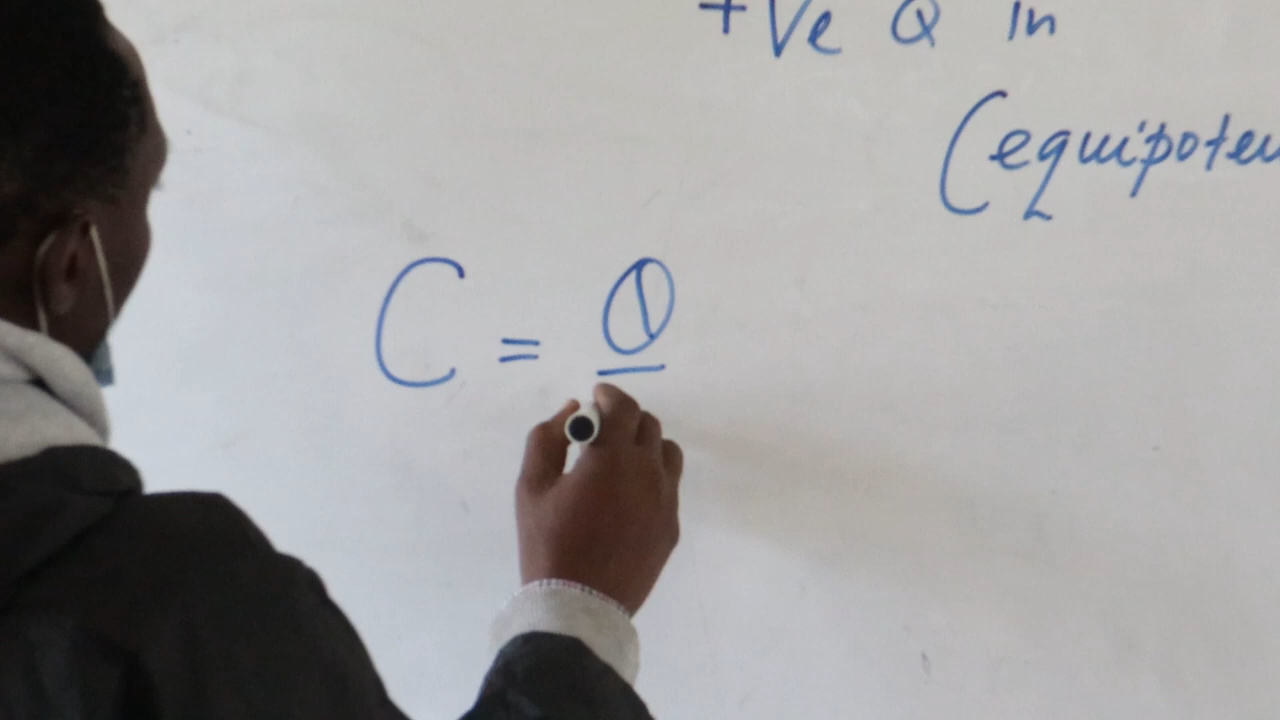 +Ve Q in
(equipoten
C = Q